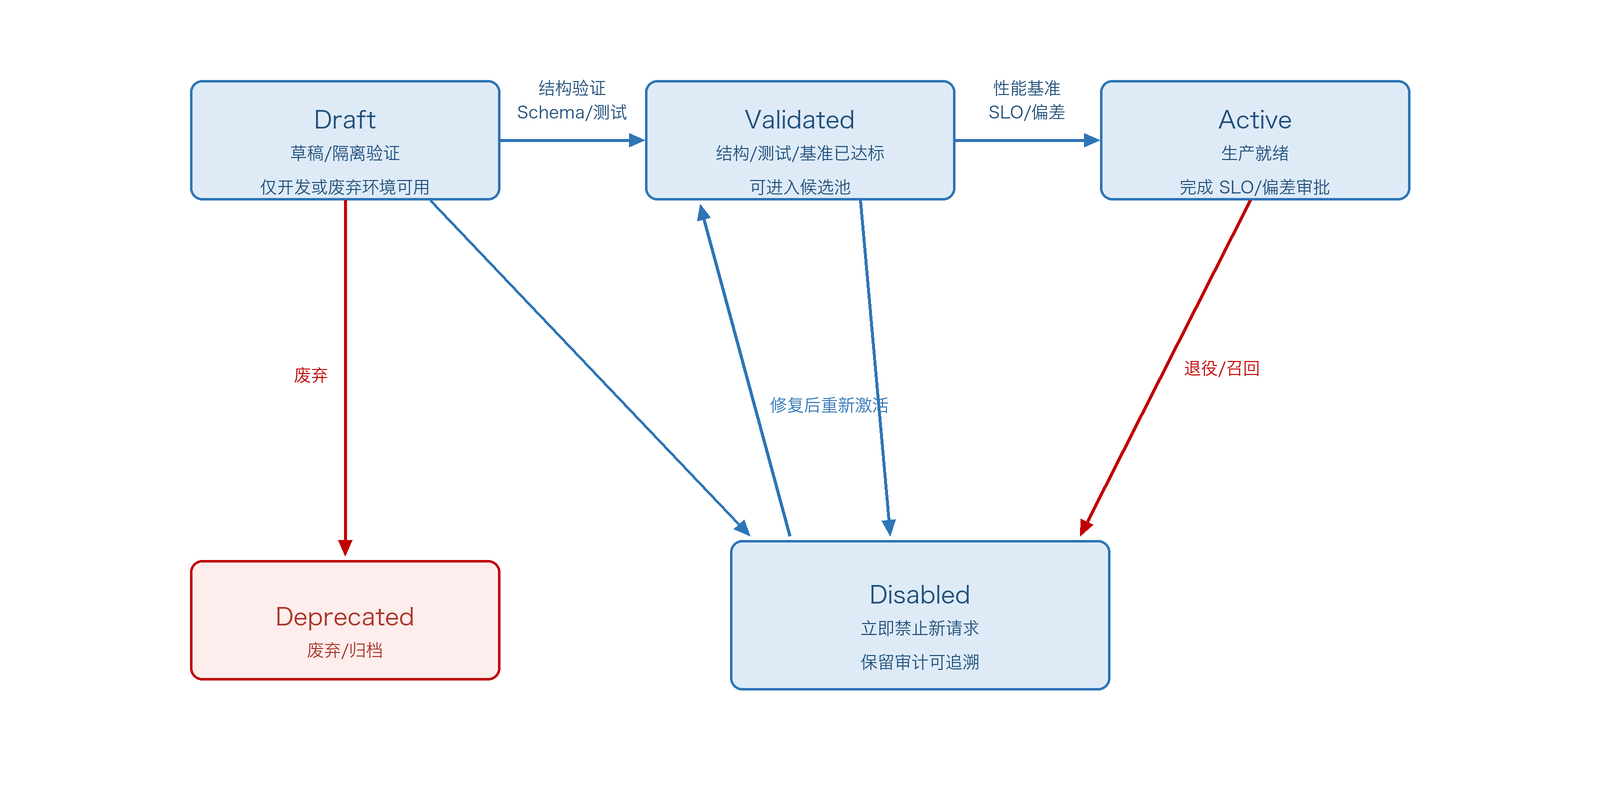 Draft
草稿/隔离验证
仅开发或废弃环境可用
结构验证
Schema/测试
Validated
结构/测试/基准已达标
可进入候选池
性能基准
SLO/偏差
Active
生产就绪
完成 SLO/偏差审批
废弃
修复后重新激活
退役/召回
Deprecated
废弃/归档
Disabled
立即禁止新请求
保留审计可追溯